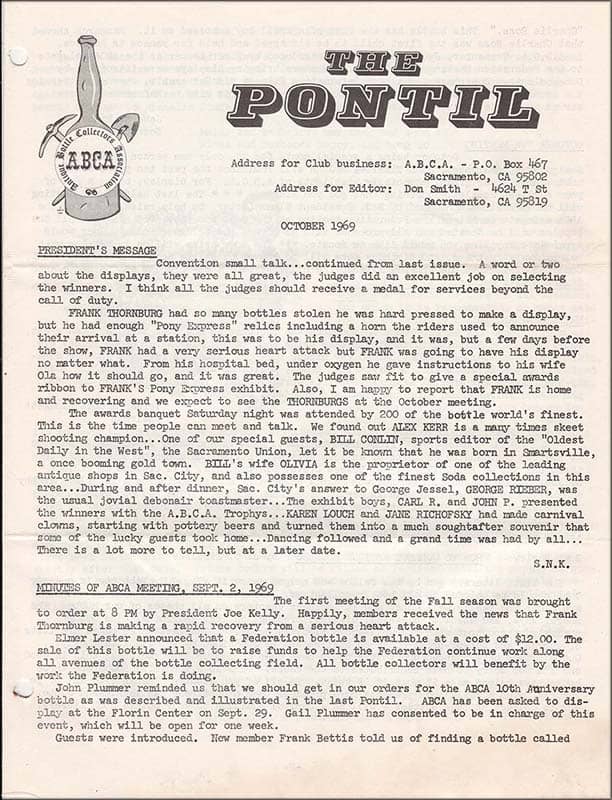 THE
PONTIL
Antique Bottle Collectors Association
A.B.C.A
Address for Club business: A.B.C.A. - P.O. Box 467
Sacramento, CA 95802
Address for Editor: Don Smith - 4624 T St
Sacramento, CA 95819
OCTOBER 1969
PRESIDENT'S MESSAGE
Convention small talk...continued from last issue. A word or two
about the displays, they were all great, the judges did an excellent job on selecting
the winners. I think all the judges should receive a medal for services beyond the
call of duty.
FRANK THORNBURG had so many bottles stolen he was hard pressed to make a display,
but he had enough "Pony Express" relics including a horn the riders used to announce
their arrival at a station, this was to be his display, and it was, but a few days before
the show, FRANK had a very serious heart attack but FRANK was going to have his display
no matter what. From his hospital bed, under oxygen he gave instructions to his wife
Ola how it should go, and it was great. The judges saw fit to give a special awards
ribbon to FRANK'S Pony Express exhibit. Also, I am happy to report that FRANK is home
and recovering and we expect to see the THORNBURGS at the October meeting.
The awards banquet Saturday night was attended by 200 of the bottle world's finest.
This is the time people can meet and talk. We found out ALEX KERR is a many times skeet
shooting champion...One of our special guests, BILL CONLIN, sports editor of the "Oldest
Daily in the West", the Sacramento Union, let it be known that he was born in Smartsville,
a once booming gold town. BILL's wife OLIVIA is the proprietor of one of the leading
antique shops in Sac. City, and also possesses one of the finest Soda collections in this
area...During and after dinner, Sac. City's answer to George Jessel, GEORGE RIEBER, was
the usual jovial debonair toastmaster...The exhibit boys, CARL R. and JOHN P. presented
the winners with the A.B.C.A. Trophys...KAREN LOUCH and JANE RICHOFSKY had made carnival
clowns, starting with pottery beers and turned them into a much soughtafter souvenir that
some of the lucky guests took home...Dancing followed and a grand time was had by all...
There is a lot more to tell, but at a later date.
S.N.K.
MINUTES OF ABCA MEETING, SEPT. 2, 1969
The first meeting of the Fall season was brought
to order at 8 PM by President Joe Kelly. Happily, members received the news that Frank
Thornburg is making a rapid recovery from a serious heart attack.
Elmer Lester announced that a Federation bottle is available at a cost of $12.00. The
sale of this bottle will be to raise funds to help the Federation continue work along
all avenues of the bottle collecting field. All bottle collectors will benefit by the
work the Federation is doing.
John Plummer reminded us that we should get in our orders for the ABCA 10th Anniversary
bottle as was described and illustrated in the last Pontil. ABCA has been asked to dis-
play at the Florin Center on Sept. 29. Gail Plummer has consented to be in charge of this
event, which will be open for one week.
Guests were introduced. New member Frank Bettis told us of finding a bottle called